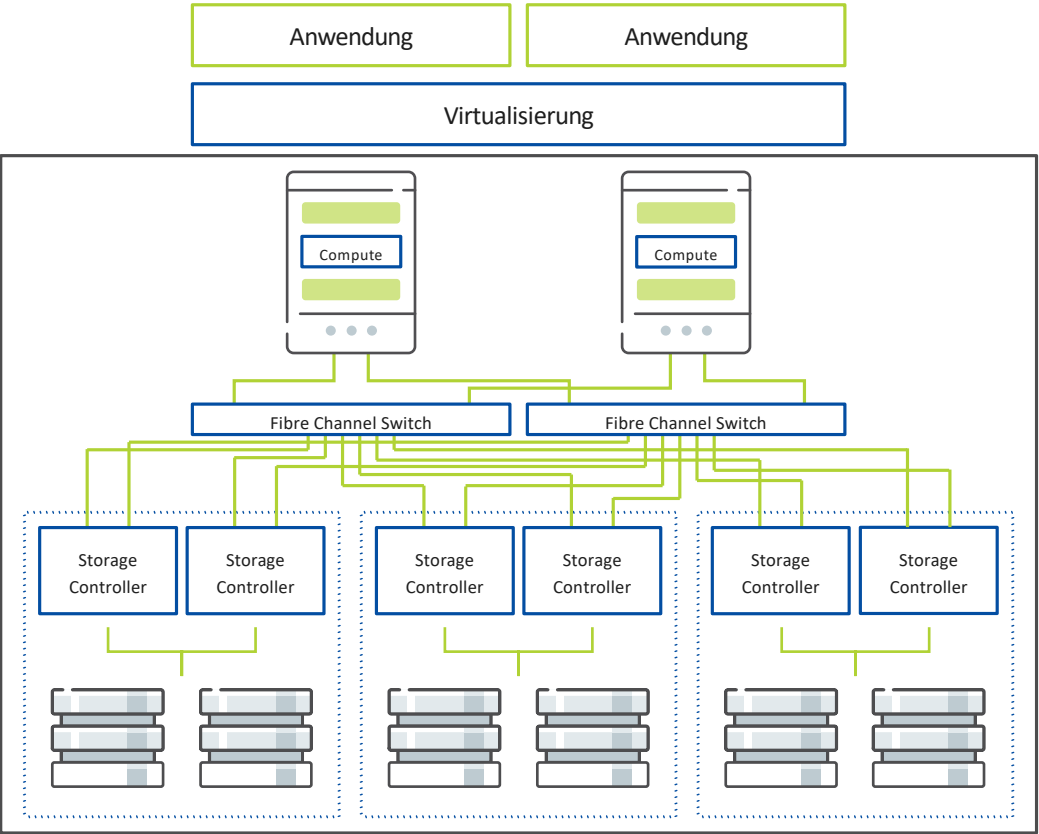 Anwendung
Anwendung
Virtualisierung
Compute
Compute
Fibre Channel Switch
Fibre Channel Switch
Storage
Controller
Storage
Controller
Storage
Controller
Storage
Controller
Storage
Controller
Storage
Controller